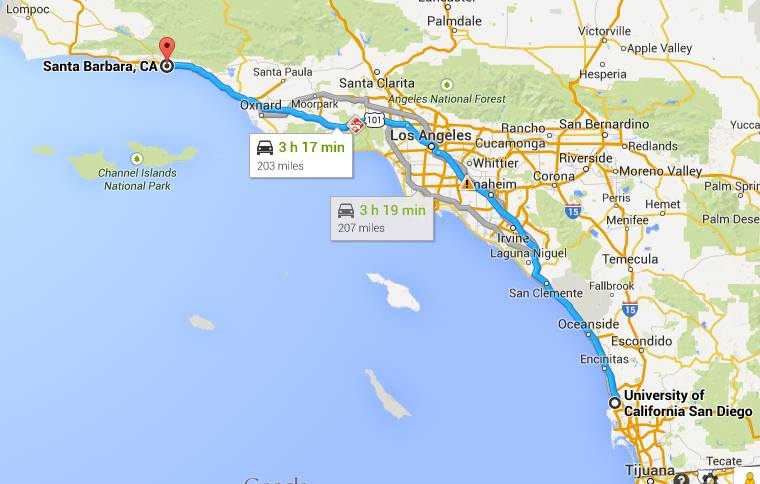 Lompoc
Palmdale
Victorville
Apple Valley
Santa Barbara, CA
Santa Paula
Santa Clarita
Hesperia
Oxnard
Moorpark
Angeles National Forest
101
Los Angeles
Rancho
Cucamonga
San Bernardino
Redlands
Whittier
Riverside
3 h 17 min
203 miles
Channel Islands
National Park
Anaheim
Corona
Moreno Valley
Perris
Hemet
Palm Dese
Palm Sprin
Yucca
3 h 19 min
207 miles
15
Menifee
Irvine
Laguna Niguel
Temecula
San Clemente
Fallbrook
15
Oceanside
Escondido
Encinitas
University of
California San Diego
Tecate
Tijuana
Google